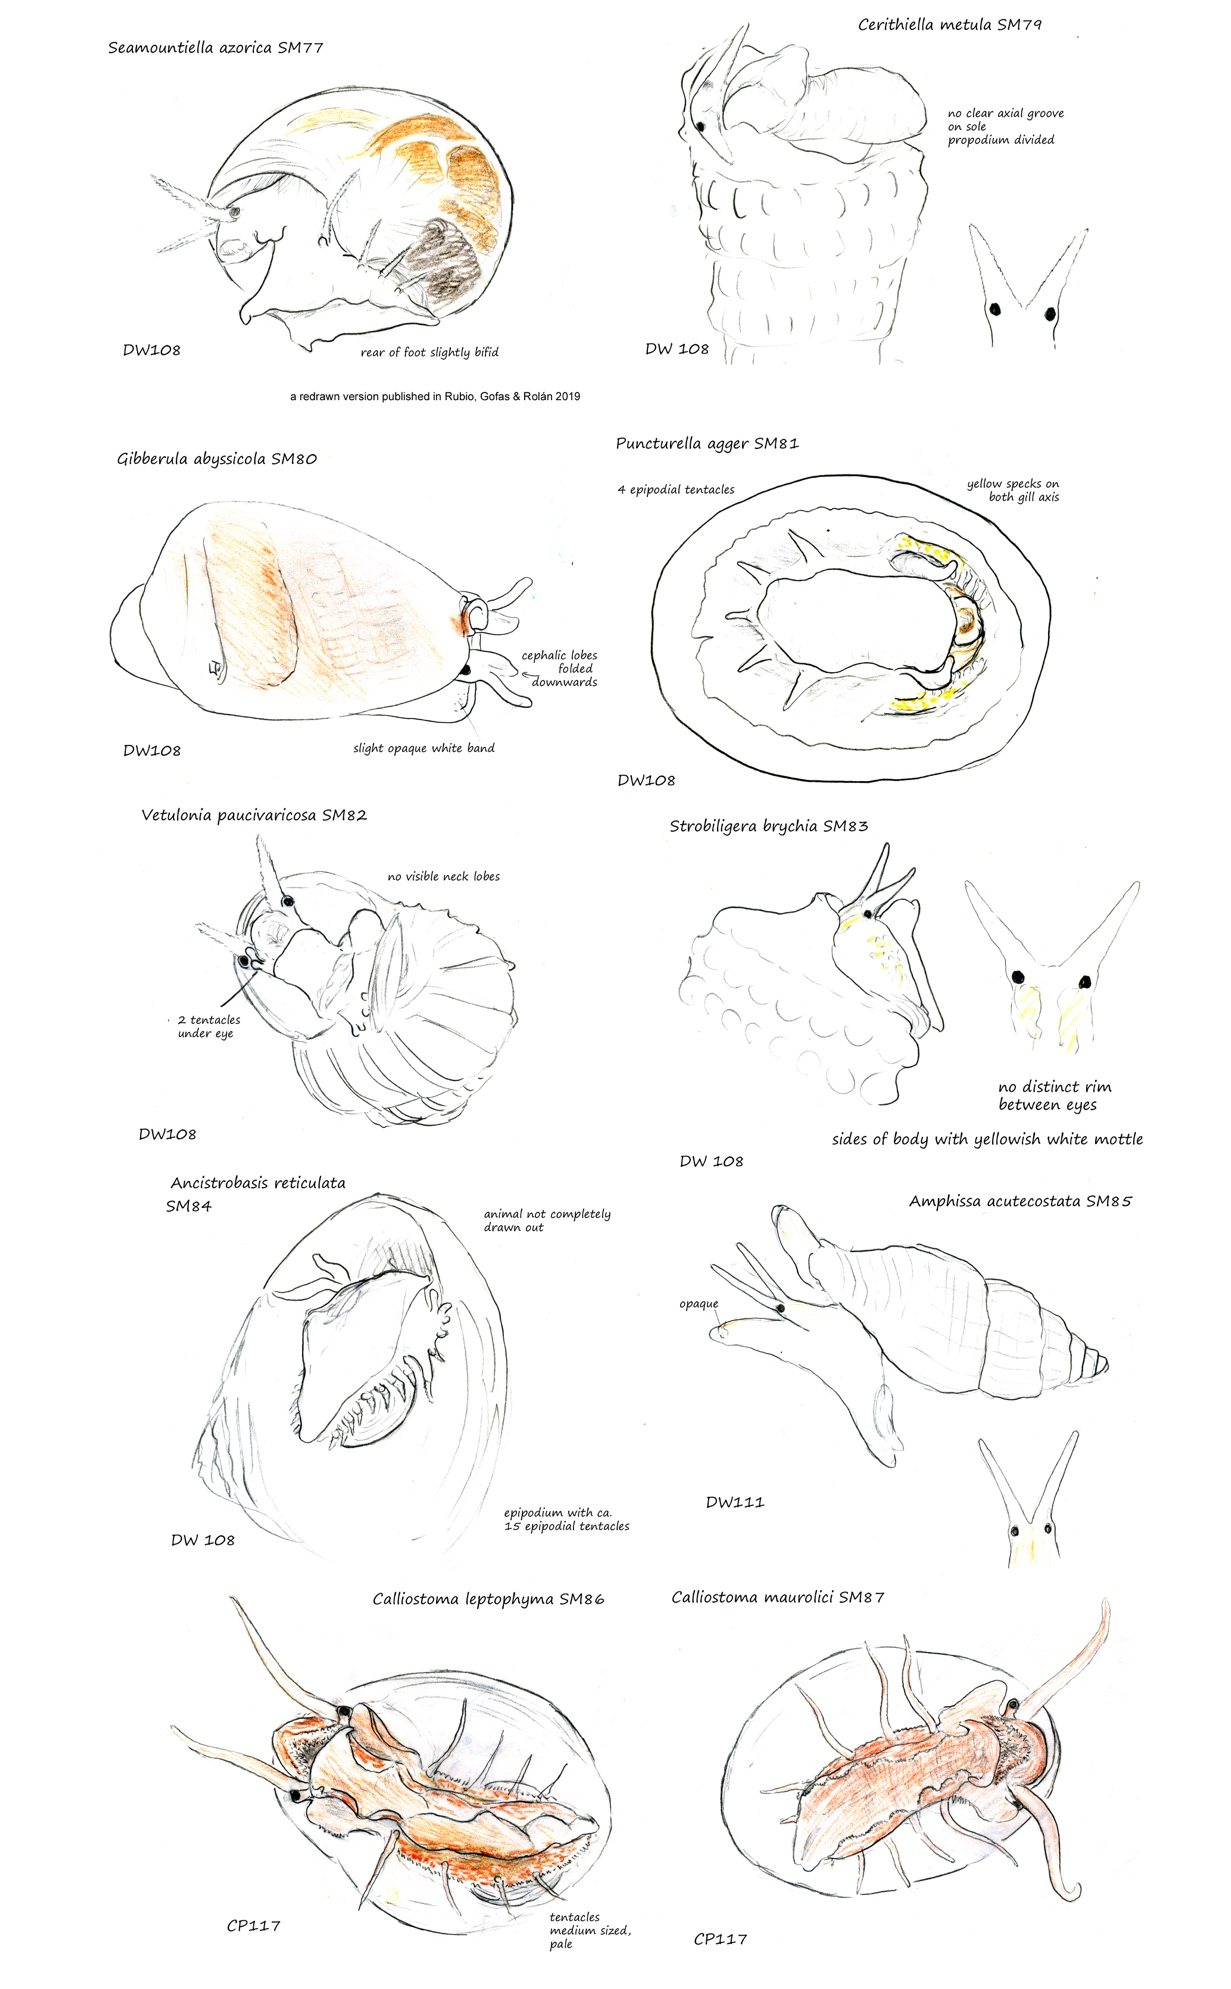 Seamountiella azorica SM77
DW108
rear of foot slightly bifid
a redrawn version published in Rubio, Gofas & Rolán 2019
Cerithiella metula SM79
no clear axial groove
on sole
propodium divided
DW 108
Gibberula abyssicola SM80
cephalic lobes
folded
downwards
slight opaque white band
DW108
Puncturella agger SM81
4 epipodial tentacles
yellow specks on
both gill axis
DW108
Vetulonia paucivaricosa SM82
no visible neck lobes
2 tentacles
under eye
DW108
Strobiligera brychia SM83
no distinct rim
between eyes
sides of body with yellowish white mottle
DW 108
Ancistrobasis reticulata
SM84
animal not completely
drawn out
epipodium with ca.
15 epipodial tentacles
DW 108
Amphissa acutecostata SM85
opaque
DW111
Calliostoma leptophyma SM86
tentacles
medium sized,
pale
CP117
Calliostoma maurolici SM87
CP117